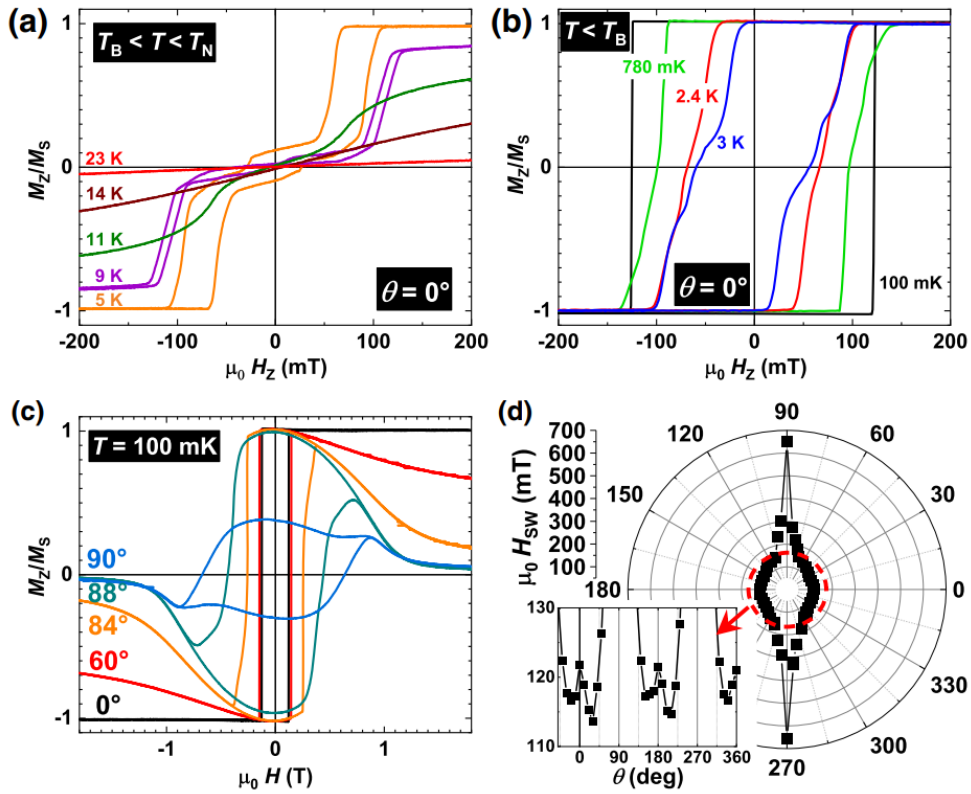 (a)
T_B < T < T_N
23 K
14 K
11 K
9 K
5 K
θ = 0°
M_Z/M_S
1
0
-1
-200 -100 0 100 200
μ₀ H_Z (mT)
(b)
T < T_B
780 mK
2.4 K
3 K
θ = 0°
100 mK
M_Z/M_S
1
0
-1
-200 -100 0 100 200
μ₀ H_Z (mT)
(c)
T = 100 mK
90°
88°
84°
60°
0°
M_Z/M_S
1
0
-1
-1 0 1
μ₀ H (T)
(d)
μ₀ H_SW (mT)
700
600
500
400
300
200
100
0
90
120 60
150 30
180 0
330
300
270
130
120
110
0 90 180 270 360
θ (deg)